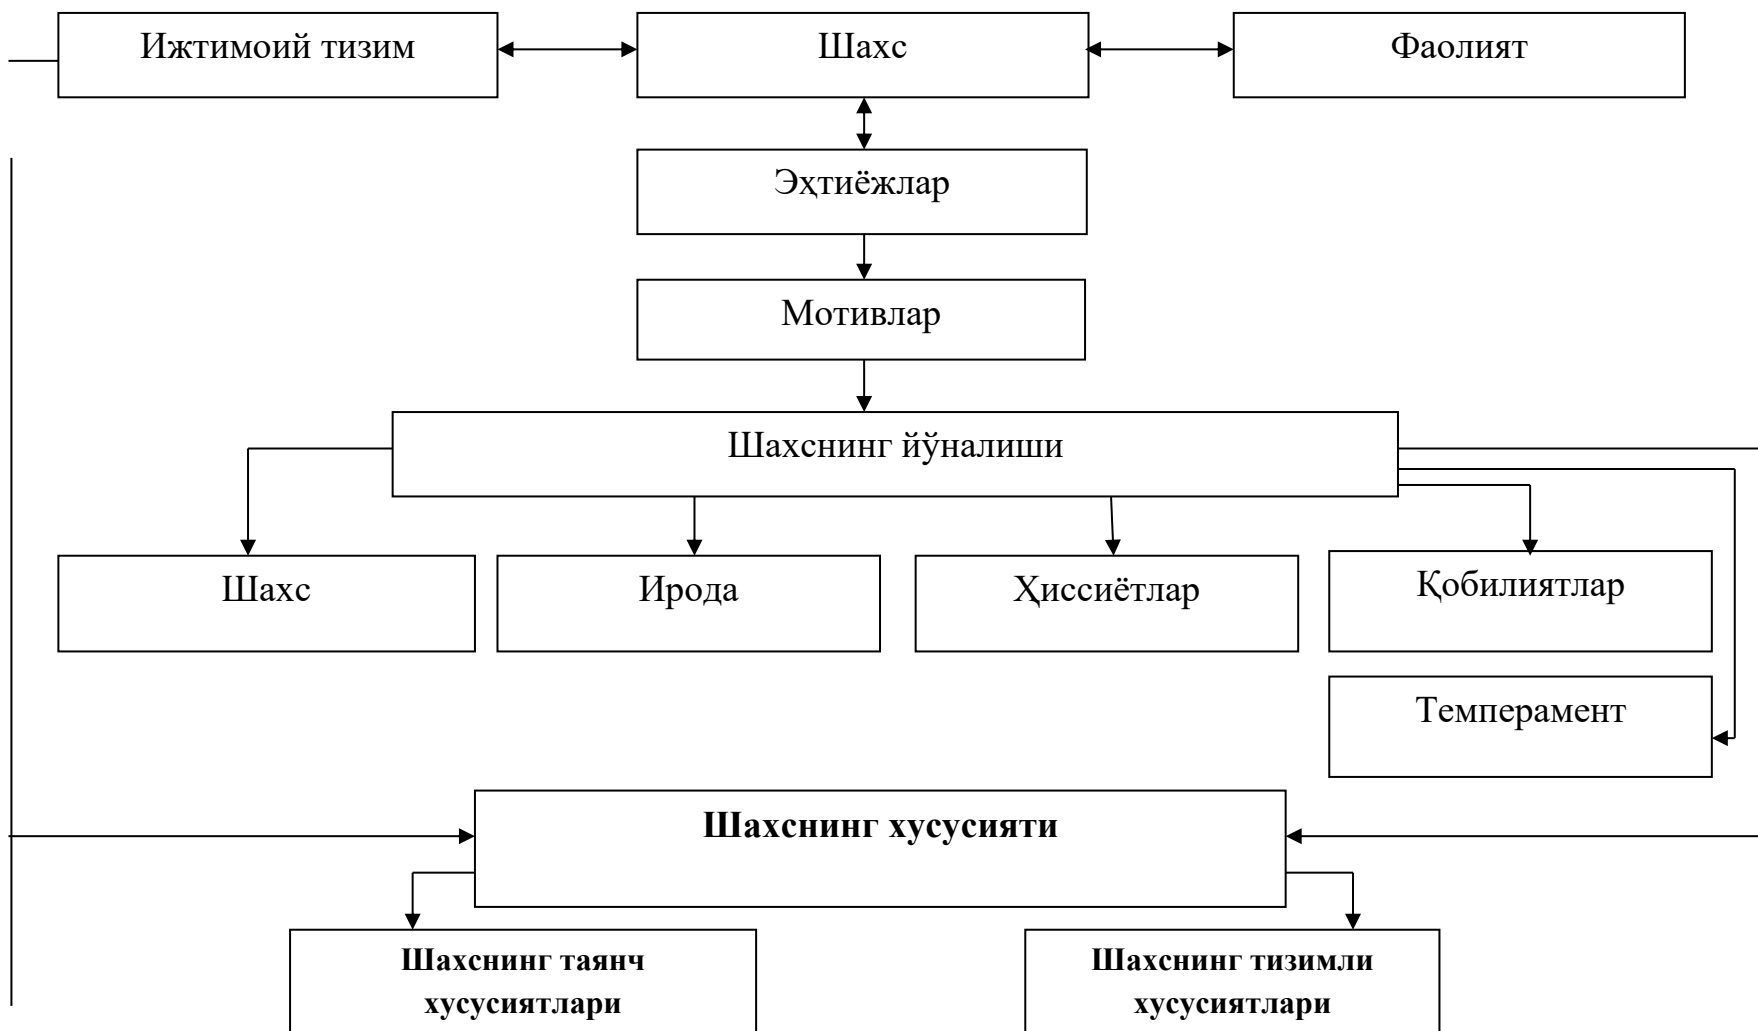 Ижтимоий тизим
Шахс
Фаолият
Эҳтиёжлар
Мотивлар
Шахснинг йўналиши
Шахс
Ирода
Ҳиссиётлар
Қобилиятлар
Темперамент
Шахснинг хусусияти
Шахснинг таянч
хусусиятлари
Шахснинг тизимли
хусусиятлари